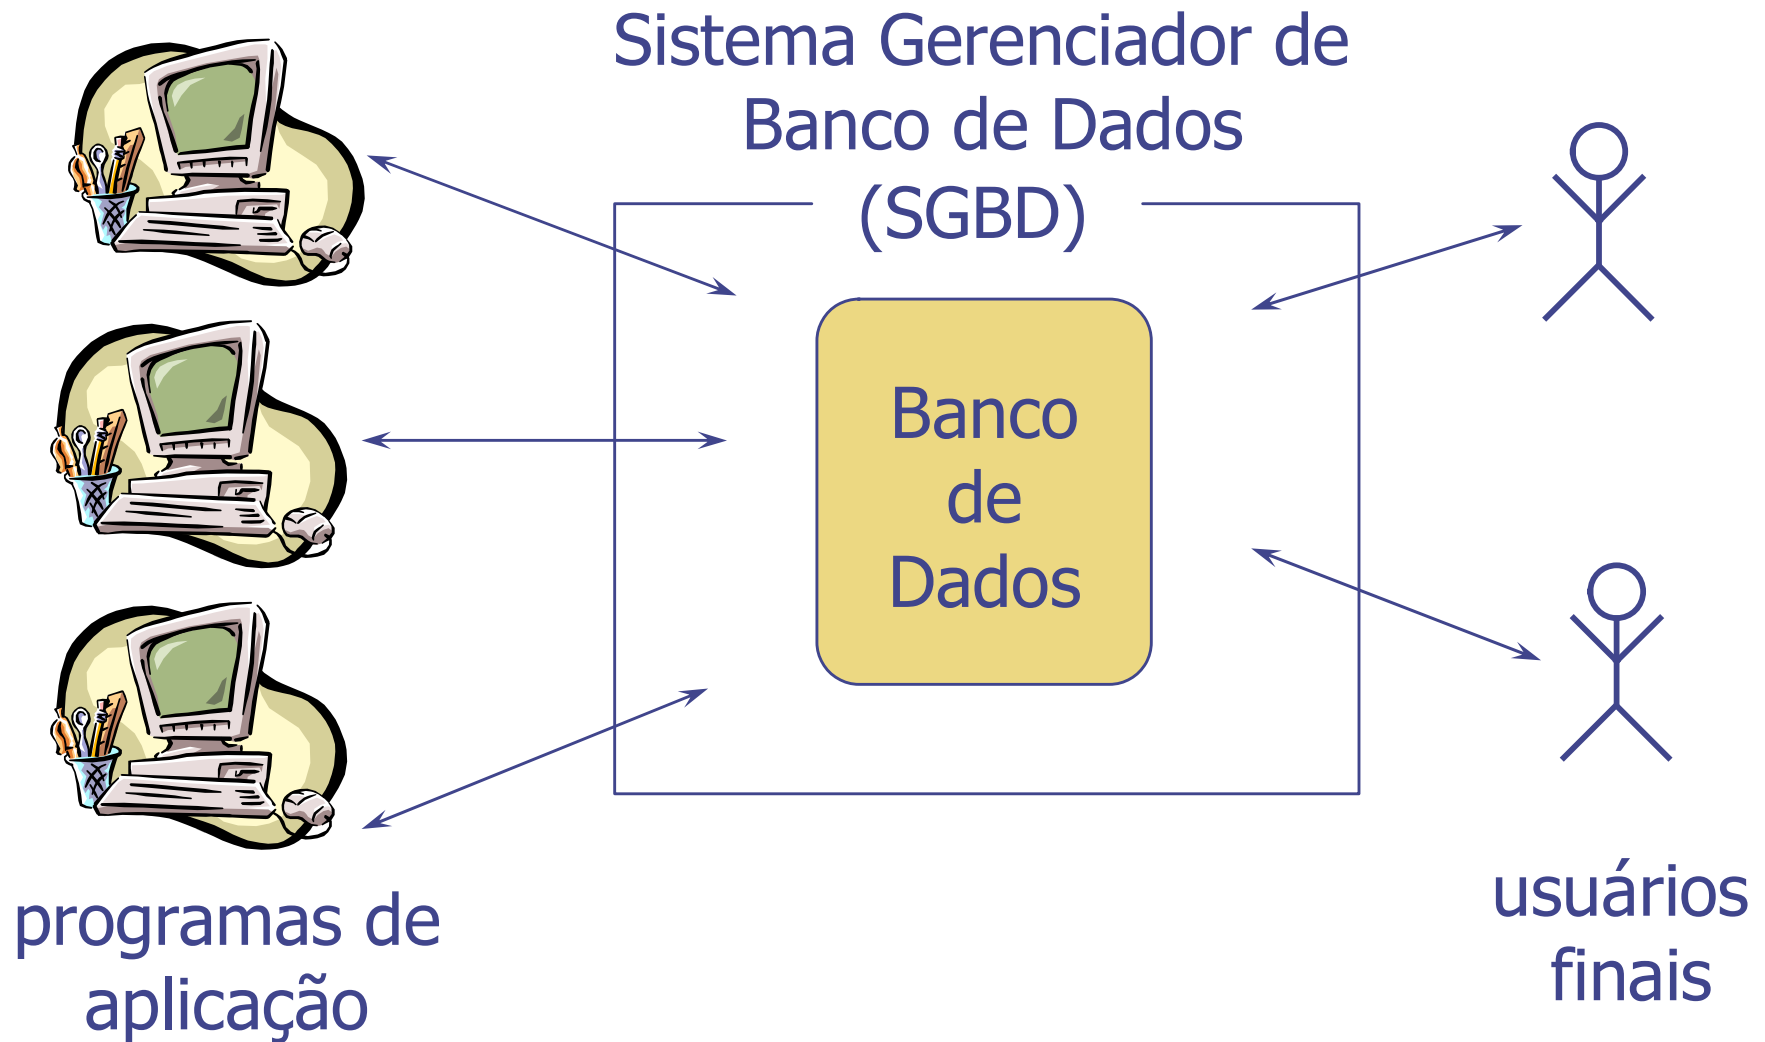 Sistema Gerenciador de
Banco de Dados
(SGBD)
Banco
de
Dados
programas de
aplicação
usuários
finais